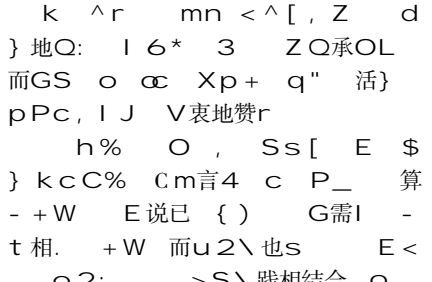 k ^r mn <^[, Z d
} 地Q: I 6* 3 ZQ承OL
而GS o œ Xp+ q" 活}
pPc, I J V衷地赞r
h% O , Ss[ E $
} kcC% Cm言4 c P_ 算
- +W E说已 {) G需I -
t相. +W 而u2\也s E<
>S\践相结合